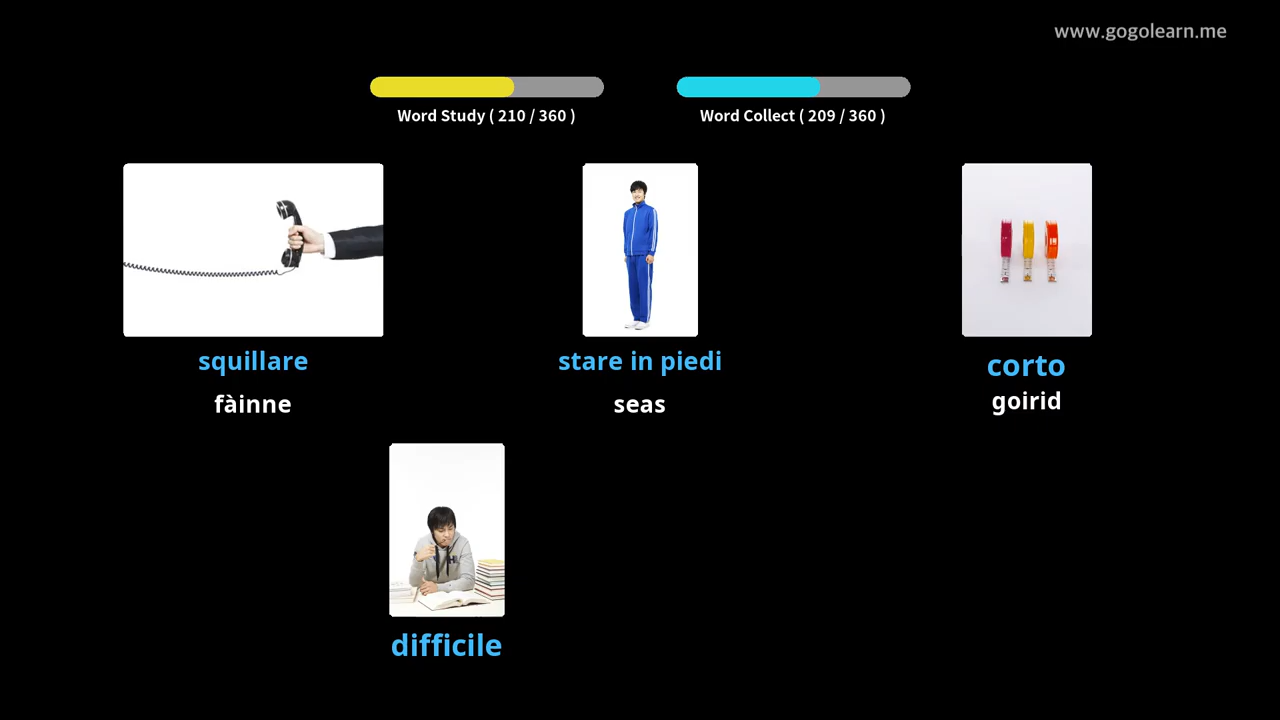 www.gogolearn.me
Word Study ( 210 / 360 )
Word Collect ( 209 / 360 )
squillare
stare in piedi
corto
fàinne
seas
goirid
difficile